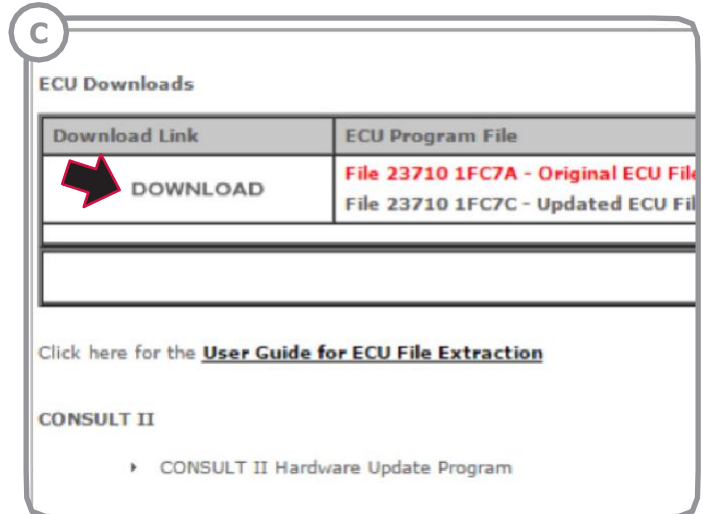 C
ECU Downloads
Download Link ECU Program File
DOWNLOAD
File 23710 1FC7A - Original ECU File
File 23710 1FC7C - Updated ECU Fil
Click here for the User Guide for ECU File Extraction
CONSULT II
CONSULT II Hardware Update Program